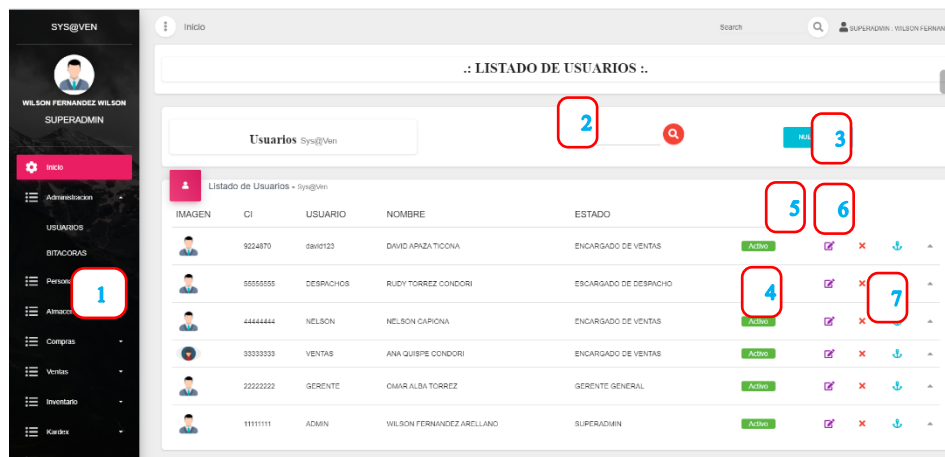 SYS@VEN
WILSON FERNANDEZ WILSON
SUPERADMIN
Inicio
Administracion
USUARIOS
BITACORAS
Compras
Ventas
Inventario
Kardex
1
Inicio
Search
SUPERADMIN : WILSON FERNAN
.: LISTADO DE USUARIOS :.
Usuarios Sys@Ven
2
3
Listado de Usuarios - Sys@Ven
5
6
IMAGEN CI USUARIO NOMBRE ESTADO
9224870 david123 DAVID APAZA TICONA ENCARGADO DE VENTAS Activo
55555555 DESPACHOS RUDY TORREZ CONDORI ESCARGADO DE DESPACHO
4
7
44444444 NELSON NELSON CAPIONA ENCARGADO DE VENTAS Activo
33333333 VENTAS ANA QUISPE CONDORI ENCARGADO DE VENTAS Activo
22222222 GERENTE OMAR ALBA TORREZ GERENTE GENERAL Activo
11111111 ADMIN WILSON FERNANDEZ ARELLANO SUPERADMIN Activo